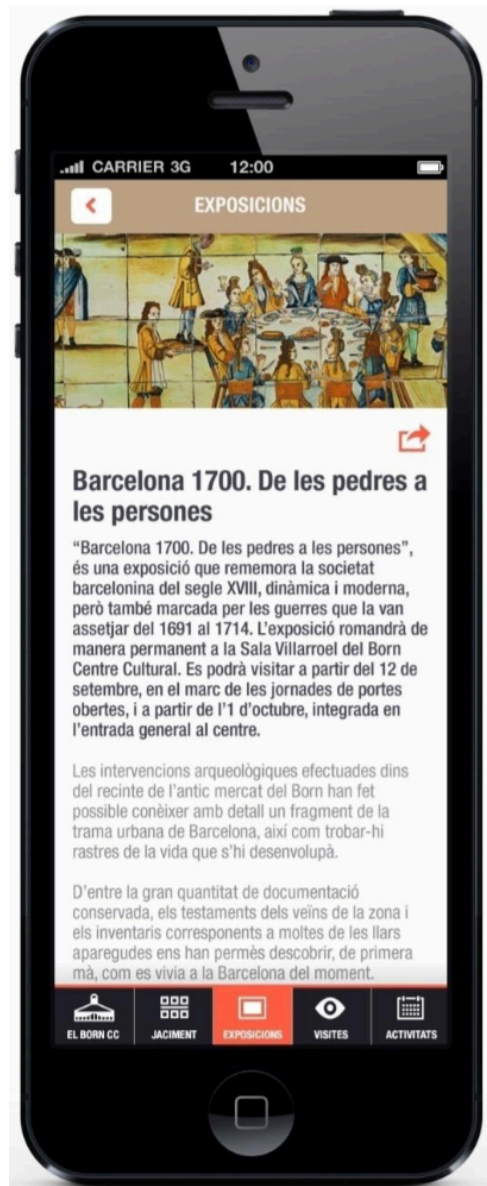 CARRIER 3G 12:00
EXPOSICIONS
Barcelona 1700. De les pedres a
les persones
“Barcelona 1700. De les pedres a les persones”,
és una exposició que rememora la societat
barcelonina del segle XVIII, dinàmica i moderna,
però també marcada per les guerres que la van
assetjar del 1691 al 1714. L’exposició romandrà de
manera permanent a la Sala Villarroel del Born
Centre Cultural. Es podrà visitar a partir del 12 de
setembre, en el marc de les jornades de portes
obertes, i a partir de l’1 d’octubre, integrada en
l’entrada general al centre.
Les intervencions arqueològiques efectuades dins
del recinte de l’antic mercat del Born han fet
possible conèixer amb detall un fragment de la
trama urbana de Barcelona, així com trobar-hi
rastres de la vida que s’hi desenvolupà.
D’entre la gran quantitat de documentació
conservada, els testaments dels veïns de la zona i
els inventaris corresponents a moltes de les llars
aparegudes ens han permès descobrir, de primera
mà, com es vivia a la Barcelona del moment.
EL BORN CC JACIMENT EXPOSICIONS VISITES ACTIVITATS